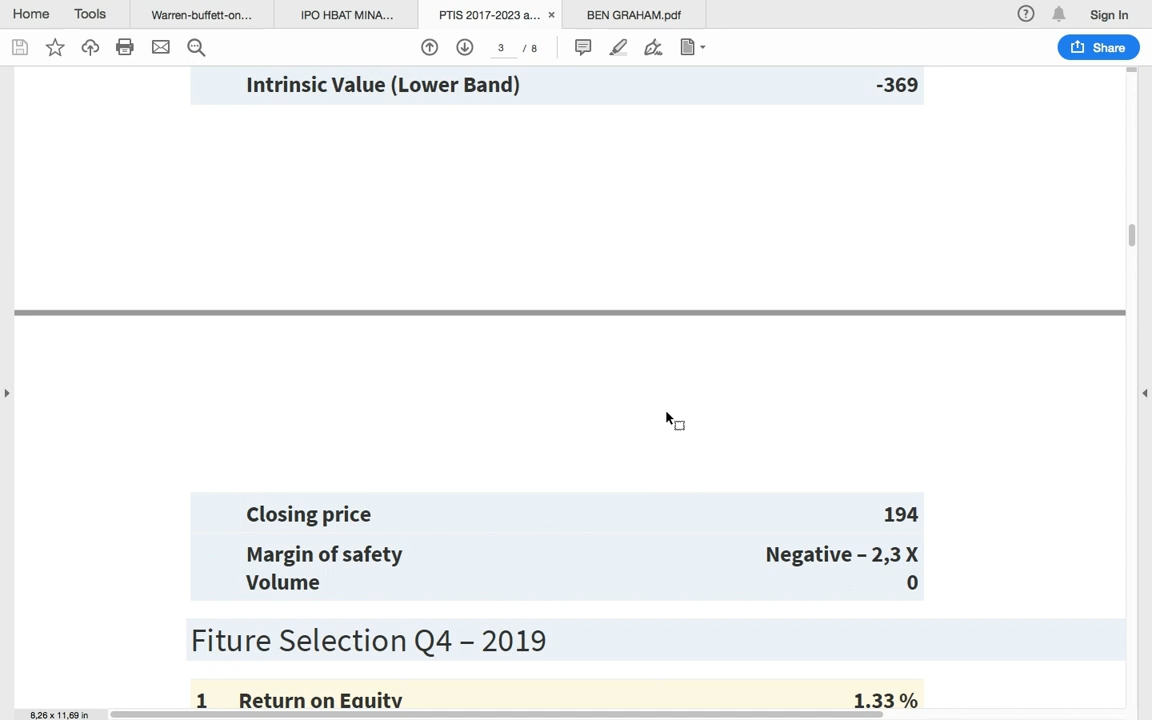 Home Tools Warren-buffett-on... IPO HBAT MINA... PTIS 2017-2023 a... × BEN GRAHAM.pdf Sign In
3 / 8 Share
Intrinsic Value (Lower Band) -369
Closing price 194
Margin of safety Negative – 2,3 X
Volume 0
Fiture Selection Q4 – 2019
1 Return on Equity 1.33 %
8,26 x 11,69 in